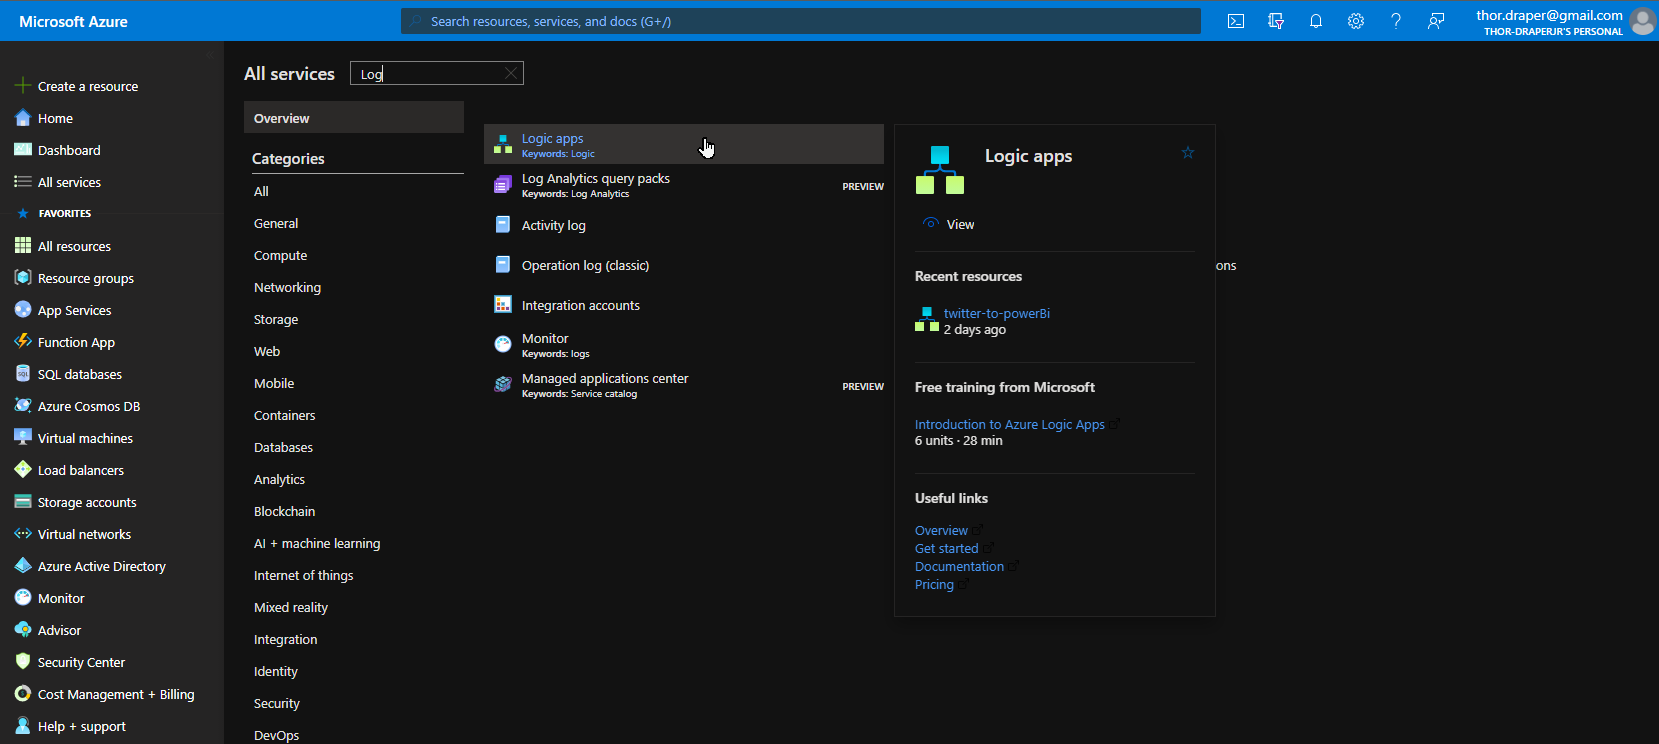 Microsoft Azure
Search resources, services, and docs (G+/)
thor.draper@gmail.com
THOR-DRAPERJR'S PERSONAL
Create a resource
Home
Dashboard
All services
FAVORITES
All resources
Resource groups
App Services
Function App
SQL databases
Azure Cosmos DB
Virtual machines
Load balancers
Storage accounts
Virtual networks
Azure Active Directory
Monitor
Advisor
Security Center
Cost Management + Billing
Help + support
All services
Log
Overview
Categories
All
General
Compute
Networking
Storage
Web
Mobile
Containers
Databases
Analytics
Blockchain
AI + machine learning
Internet of things
Mixed reality
Integration
Identity
Security
DevOps
Logic apps
Keywords: Logic
Log Analytics query packs
Keywords: Log Analytics
PREVIEW
Activity log
Operation log (classic)
Integration accounts
Monitor
Keywords: logs
Managed applications center
Keywords: Service catalog
PREVIEW
Logic apps
View
Recent resources
twitter-to-powerBi
2 days ago
Free training from Microsoft
Introduction to Azure Logic Apps
6 units · 28 min
Useful links
Overview
Get started
Documentation
Pricing
ons